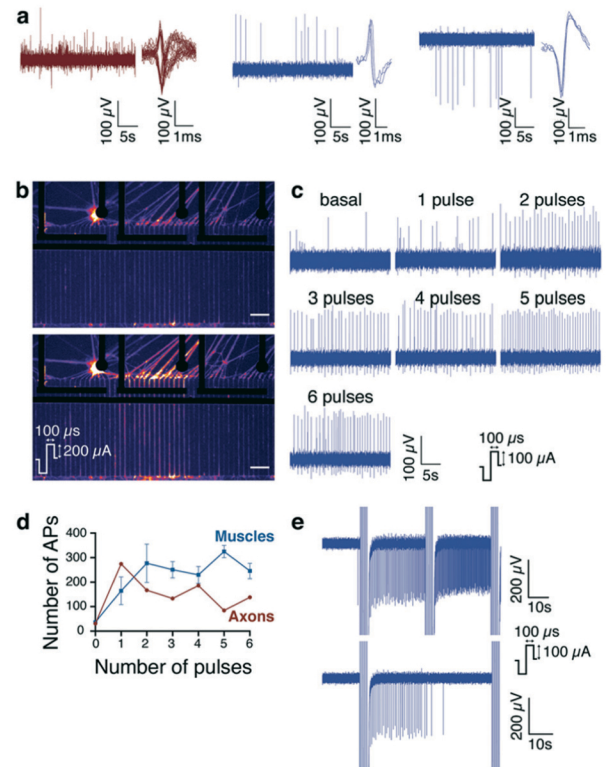 a
100 µV
5s
100 µV
1ms
100 µV
5s
100 µV
1ms
100 µV
5s
100 µV
1ms
b
100 µs
200 µA
c
basal
1 pulse
2 pulses
3 pulses
4 pulses
5 pulses
6 pulses
100 µV
5s
100 µs
100 µA
d
Number of APs
400
300
200
100
0
Muscles
Axons
0 1 2 3 4 5 6
Number of pulses
e
200 µV
10s
100 µs
100 µA
200 µV
10s